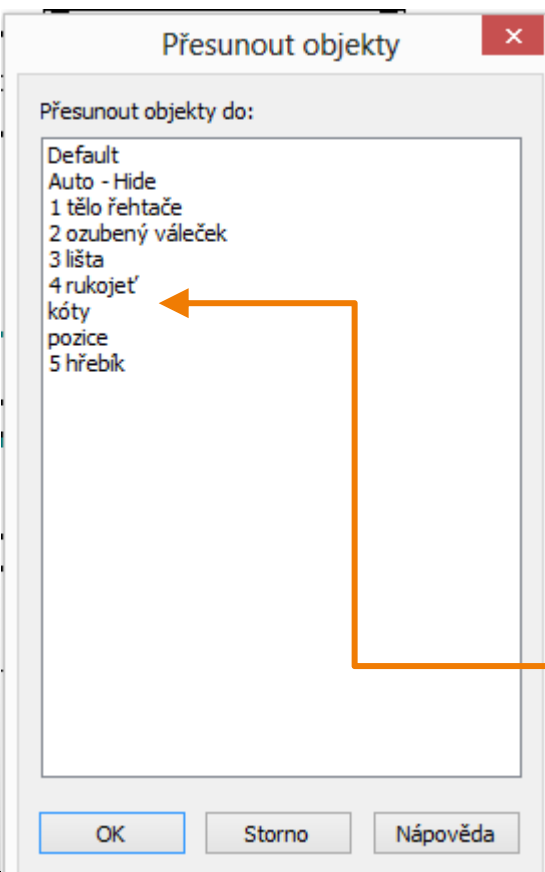 Přesunout objekty
Přesunout objekty do:
Default
Auto - Hide
1 tělo řehtače
2 ozubený váleček
3 lišta
4 rukojeť
kóty
pozice
5 hřebík
OK
Storno
Nápověda